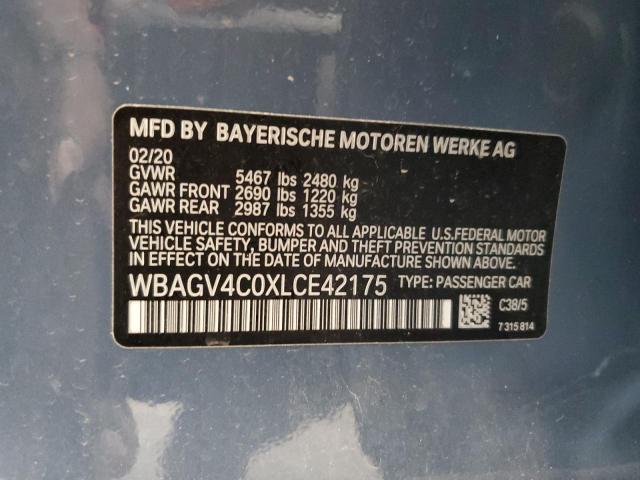 MFD BY BAYERISCHE MOTOREN WERKE AG
02/20
GVWR 5467 lbs 2480 kg
GAWR FRONT 2690 lbs 1220 kg
GAWR REAR 2987 lbs 1355 kg
THIS VEHICLE CONFORMS TO ALL APPLICABLE U.S.FEDERAL MOTOR
VEHICLE SAFETY, BUMPER AND THEFT PREVENTION STANDARDS
IN EFFECT ON THE DATE OF MANUFACTURE SHOWN ABOVE.
WBAGV4C0XLCE42175 TYPE: PASSENGER CAR
C38/5
7 315 814